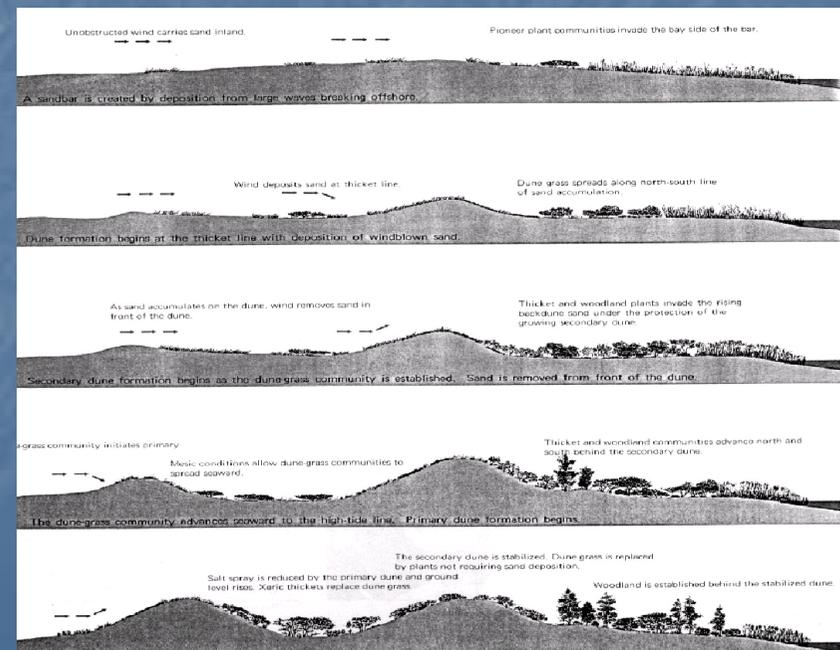 Unobstructed wind carries sand inland.
Pioneer plant communities invade the bay side of the bar.
A sandbar is created by deposition from large waves breaking offshore.
Wind deposits sand at thicket line.
Dune grass spreads along north-south line
of sand accumulation.
Dune formation begins at the thicket line with deposition of windblown sand.
As sand accumulates on the dune, wind removes sand in
front of the dune.
Thicket and woodland plants invade the rising
backdune sand under the protection of the
growing secondary dune.
Secondary dune formation begins as the dune-grass community is established. Sand is removed from front of the dune.
-grass community initiates primary
Mesic conditions allow dune-grass communities to
spread seaward.
Thicket and woodland communities advance north and
south behind the secondary dune.
The dune-grass community advances seaward to the high-tide line. Primary dune formation begins.
The secondary dune is stabilized. Dune grass is replaced
by plants not requiring sand deposition.
Salt spray is reduced by the primary dune and ground
level rises. Xeric thickets replace dune grass.
Woodland is established behind the stabilized dune.